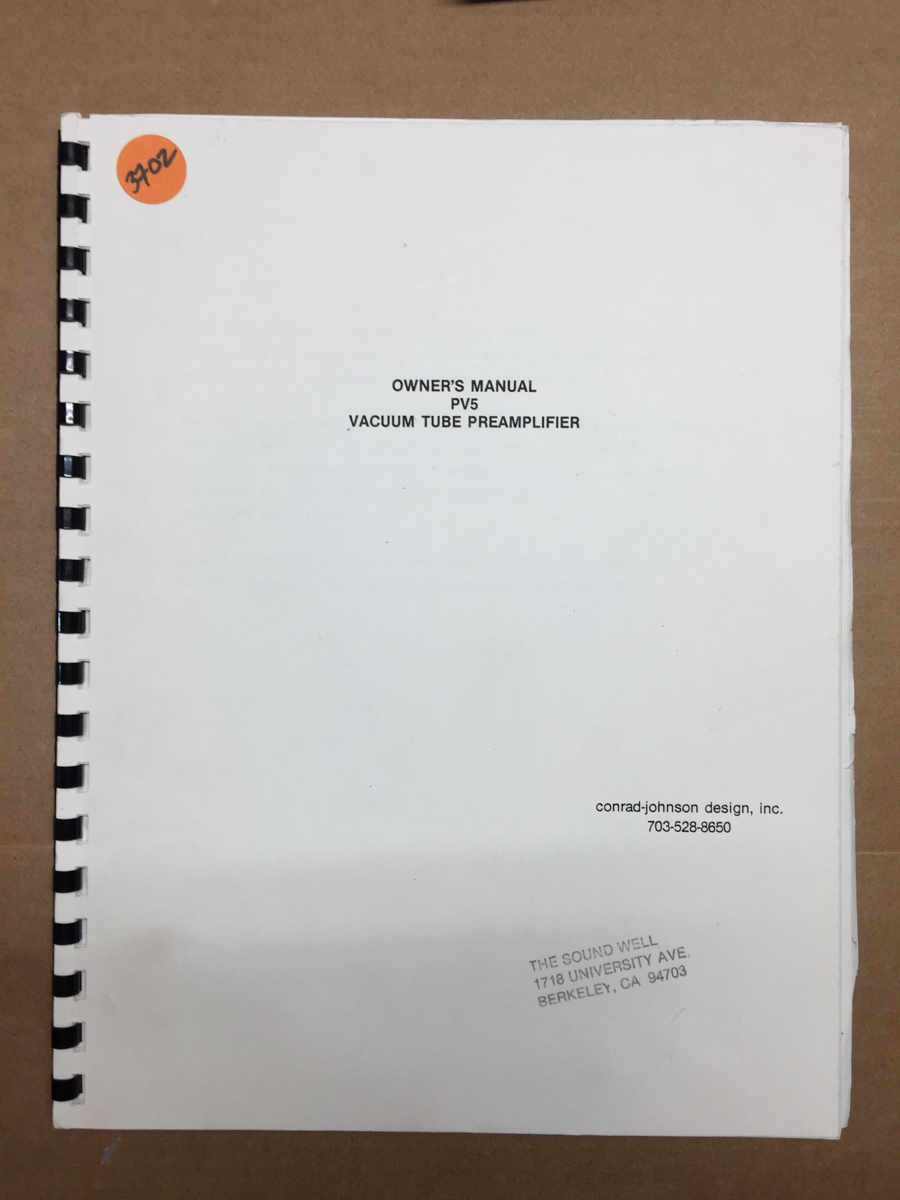 3702
OWNER'S MANUAL
PV5
VACUUM TUBE PREAMPLIFIER
conrad-johnson design, inc.
703-528-8650
THE SOUND WELL
1718 UNIVERSITY AVE.
BERKELEY, CA 94703